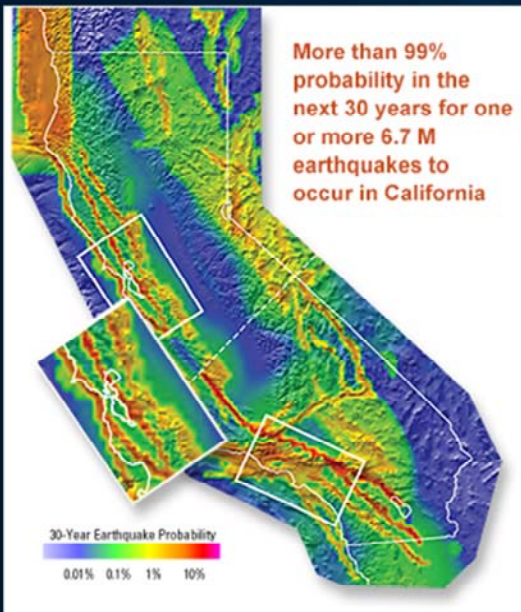 More than 99%
probability in the
next 30 years for one
or more 6.7 M
earthquakes to
occur in California
30-Year Earthquake Probability
0.01% 0.1% 1% 10%